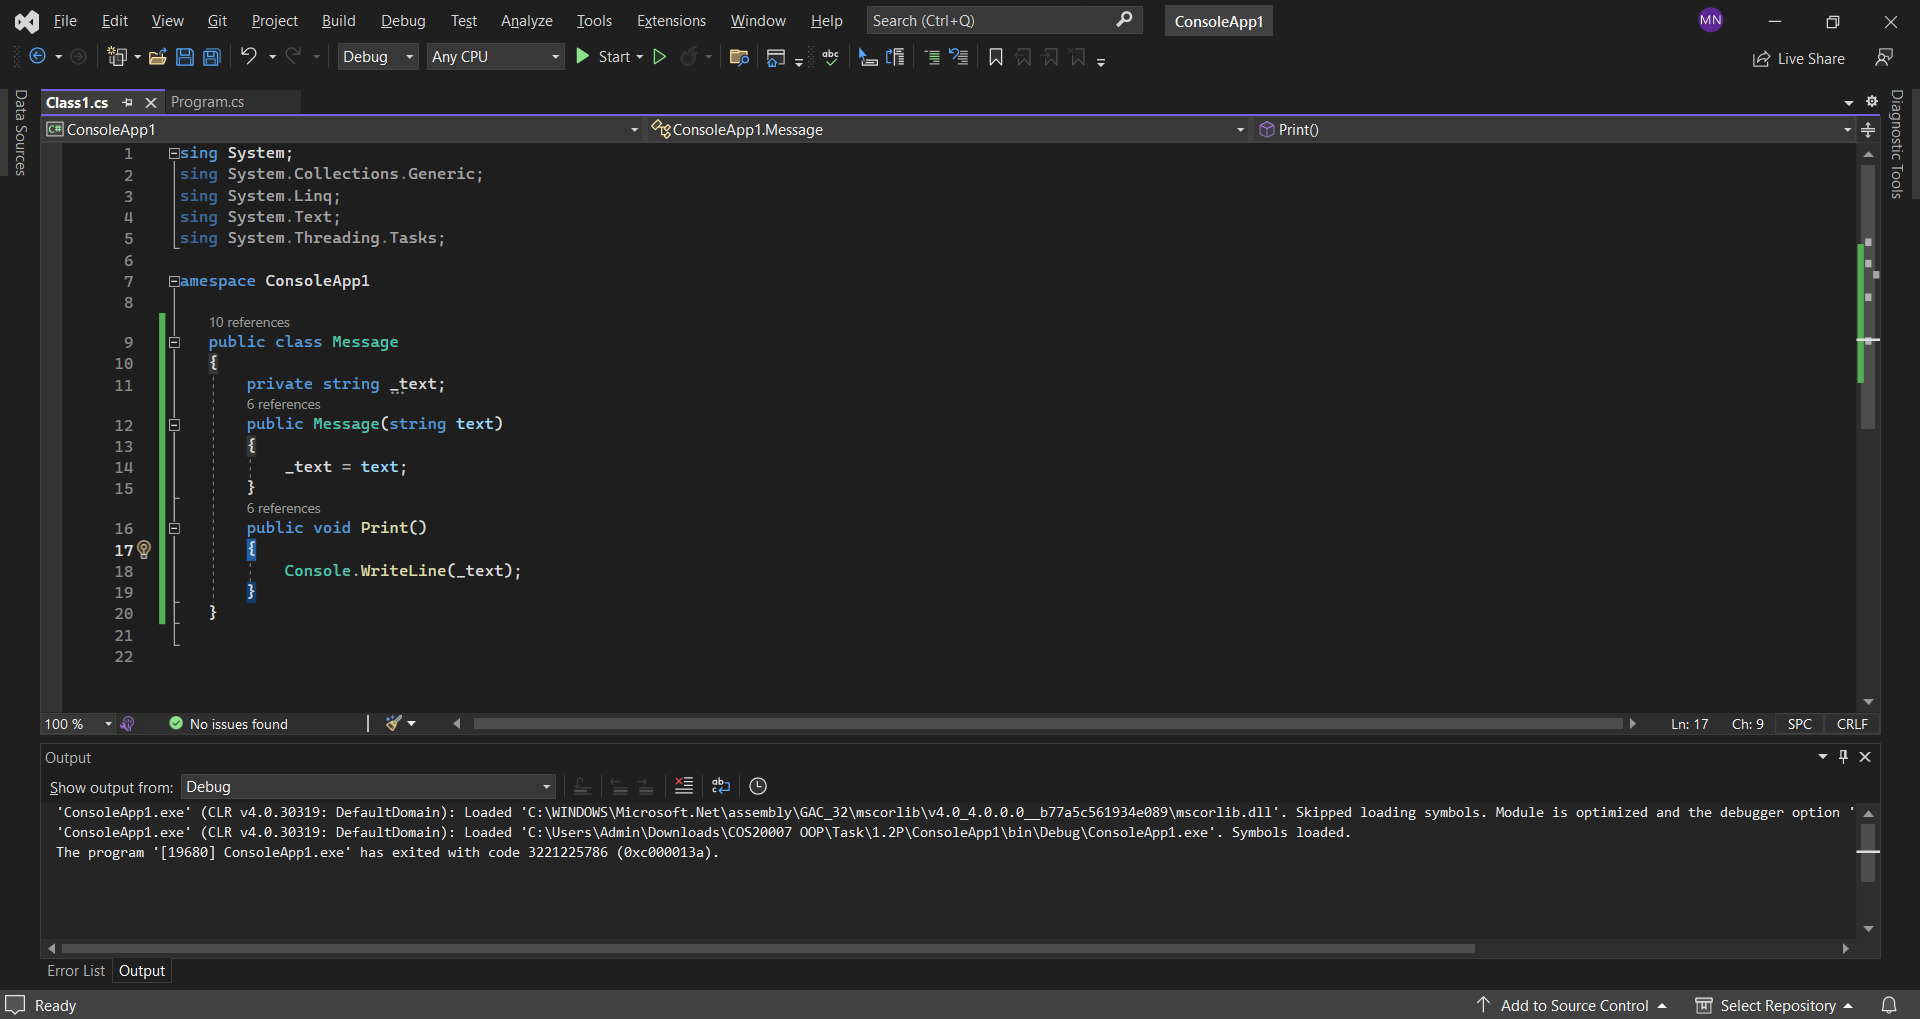 File Edit View Git Project Build Debug Test Analyze Tools Extensions Window Help Search (Ctrl+Q) ConsoleApp1 MN
Debug Any CPU Start abc Live Share
Data Sources
Class1.cs Program.cs
Diagnostic Tools
C# ConsoleApp1 ConsoleApp1.Message Print()
1 sing System;
2 sing System.Collections.Generic;
3 sing System.Linq;
4 sing System.Text;
5 sing System.Threading.Tasks;
6
7 amespace ConsoleApp1
8
10 references
9 public class Message
10 {
11 private string _text;
6 references
12 public Message(string text)
13 {
14 _text = text;
15 }
6 references
16 public void Print()
17 {
18 Console.WriteLine(_text);
19 }
20 }
21
22
100 % No issues found Ln: 17 Ch: 9 SPC CRLF
Output
Show output from: Debug
'ConsoleApp1.exe' (CLR v4.0.30319: DefaultDomain): Loaded 'C:\WINDOWS\Microsoft.Net\assembly\GAC_32\mscorlib\v4.0_4.0.0.0__b77a5c561934e089\mscorlib.dll'. Skipped loading symbols. Module is optimized and the debugger option '
'ConsoleApp1.exe' (CLR v4.0.30319: DefaultDomain): Loaded 'C:\Users\Admin\Downloads\COS20007 OOP\Task\1.2P\ConsoleApp1\bin\Debug\ConsoleApp1.exe'. Symbols loaded.
The program '[19680] ConsoleApp1.exe' has exited with code 3221225786 (0xc000013a).
Error List Output
Ready Add to Source Control Select Repository